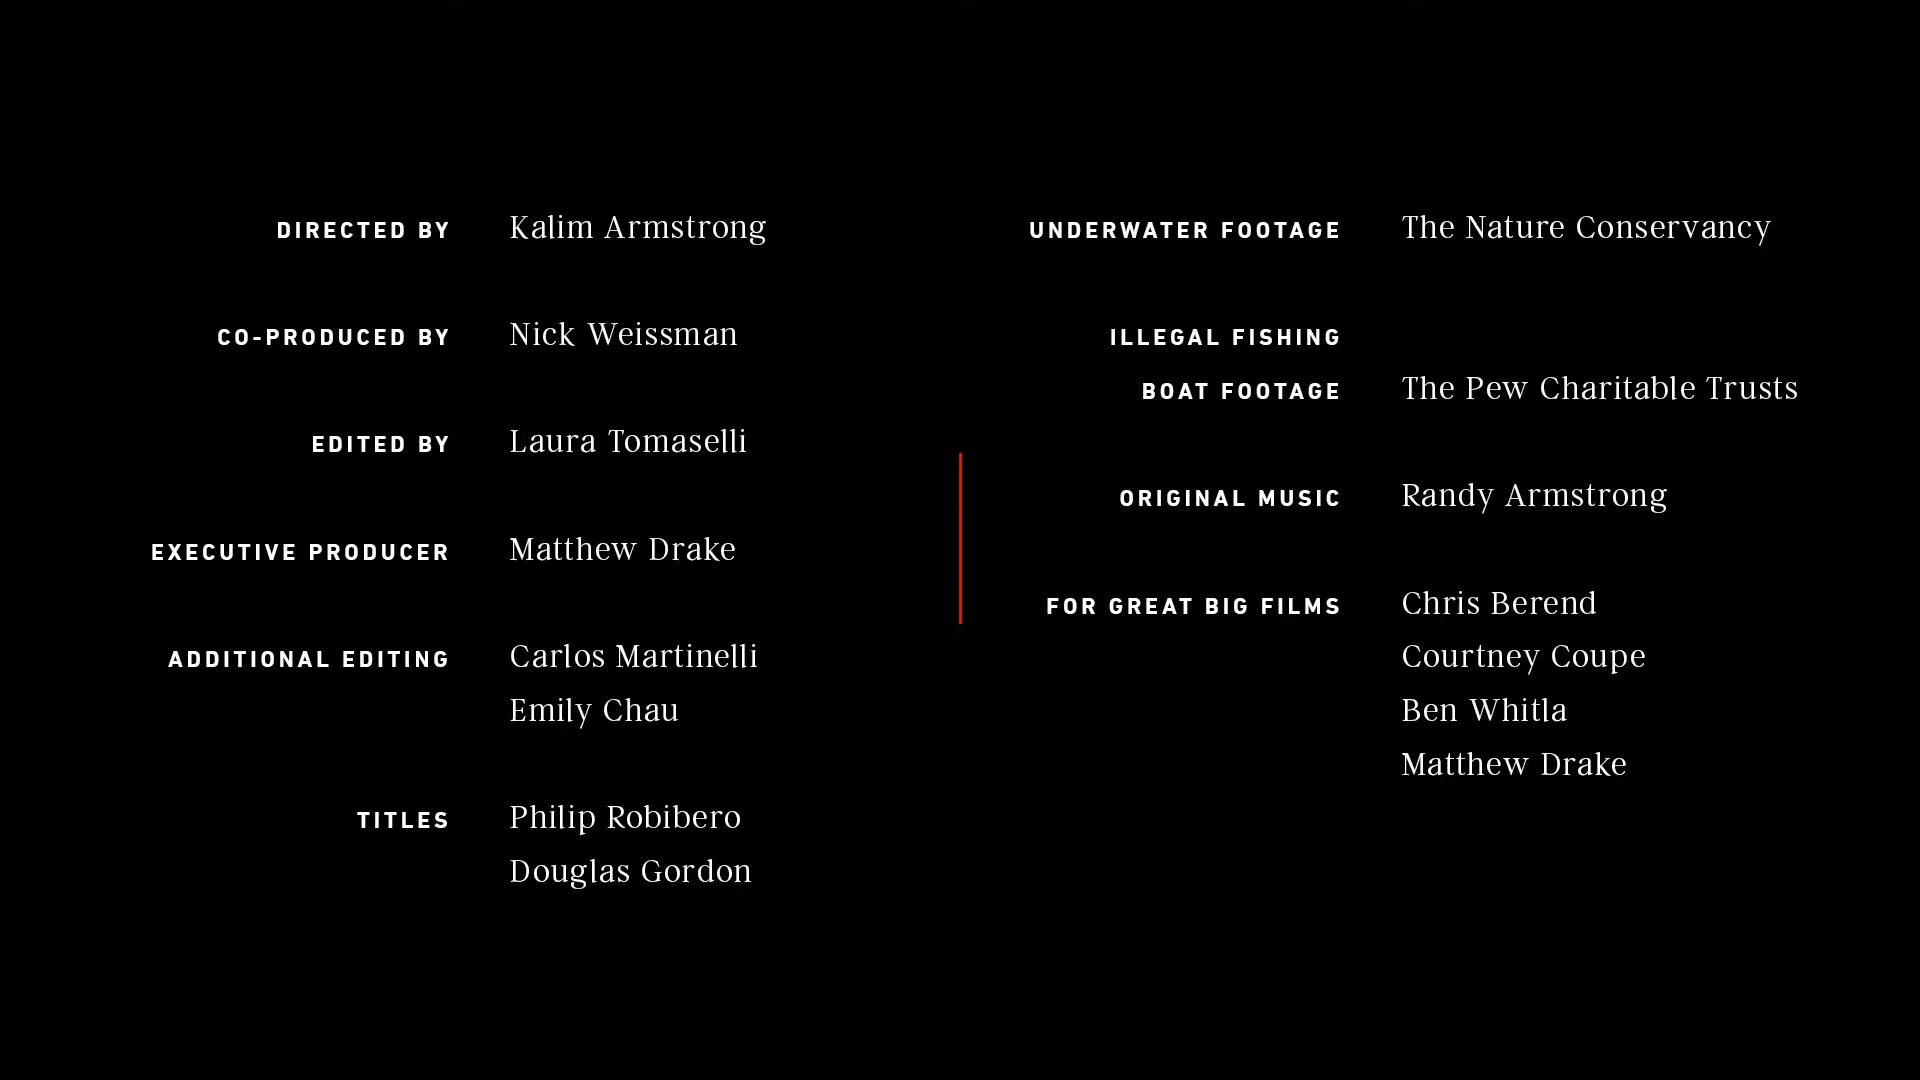 DIRECTED BY Kalim Armstrong
CO-PRODUCED BY Nick Weissman
EDITED BY Laura Tomaselli
EXECUTIVE PRODUCER Matthew Drake
ADDITIONAL EDITING Carlos Martinelli
Emily Chau
TITLES Philip Robibero
Douglas Gordon
UNDERWATER FOOTAGE The Nature Conservancy
ILLEGAL FISHING
BOAT FOOTAGE The Pew Charitable Trusts
ORIGINAL MUSIC Randy Armstrong
FOR GREAT BIG FILMS Chris Berend
Courtney Coupe
Ben Whitla
Matthew Drake